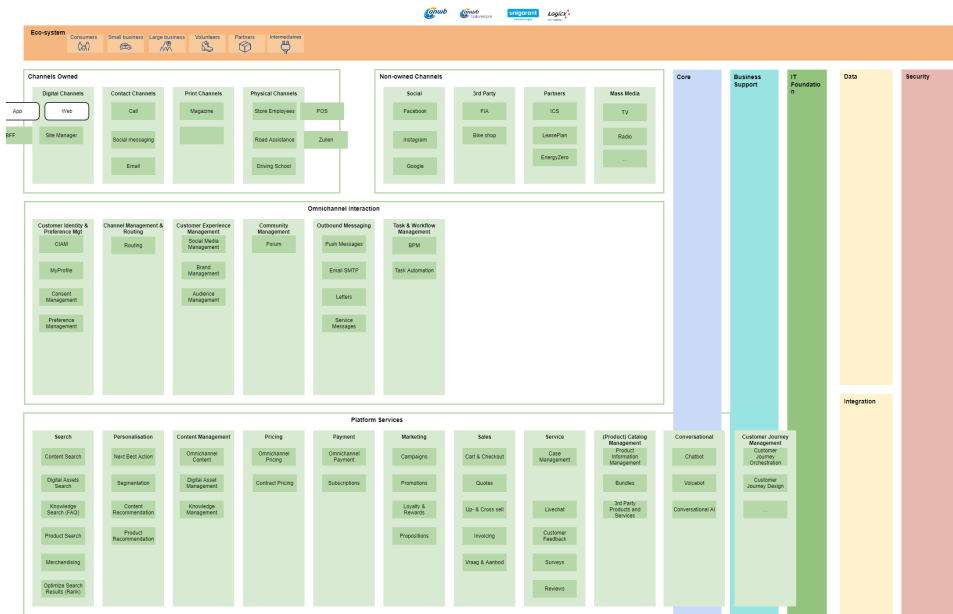 anwb
anwb
unigarant
Logicx
Eco-system
Consumers
Small business
Large business
Volunteers
Partners
Intermediaries
Channels Owned
Digital Channels
App
Web
BFF
Site Manager
Contact Channels
Call
Social messaging
Email
Print Channels
Magazine
Physical Channels
Store Employees
POS
Road Assistance
Zuilen
Driving School
Non-owned Channels
Social
Facebook
Instagram
Google
3rd Party
FIA
Bike shop
Partners
ICS
LeasePlan
EnergyZero
Mass Media
TV
Radio
...
Core
Business
Support
IT
Foundatio
n
Data
Security
Integration
Omnichannel Interaction
Customer Identity &
Preference Mgt
CIAM
MyProfile
Consent
Management
Preference
Management
Channel Management &
Routing
Routing
Customer Experience
Management
Social Media
Management
Brand
Management
Audience
Management
Community
Management
Forum
Outbound Messaging
Push Messages
Email SMTP
Letters
Service
Messages
Task & Workflow
Management
BPM
Task Automation
Platform Services
Search
Content Search
Digital Assets
Search
Knowledge
Search (FAQ)
Product Search
Merchandising
Optimize Search
Results (Rank)
Personalisation
Next Best Action
Segmentation
Content
Recommendation
Product
Recommendation
Content Management
Omnichannel
Content
Digital Asset
Management
Knowledge
Management
Pricing
Omnichannel
Pricing
Contract Pricing
Payment
Omnichannel
Payment
Subscriptions
Marketing
Campaigns
Promotions
Loyalty &
Rewards
Propositions
Sales
Cart & Checkout
Quotes
Up- & Cross sell
Invoicing
Vraag & Aanbod
Service
Case
Management
Livechat
Customer
Feedback
Surveys
Reviews
(Product) Catalog
Management
Product
Information
Management
Bundles
3rd Party
Products and
Services
Conversational
Chatbot
Voicebot
Conversational AI
Customer Journey
Management
Customer
Journey
Orchestration
Customer
Journey Design
...